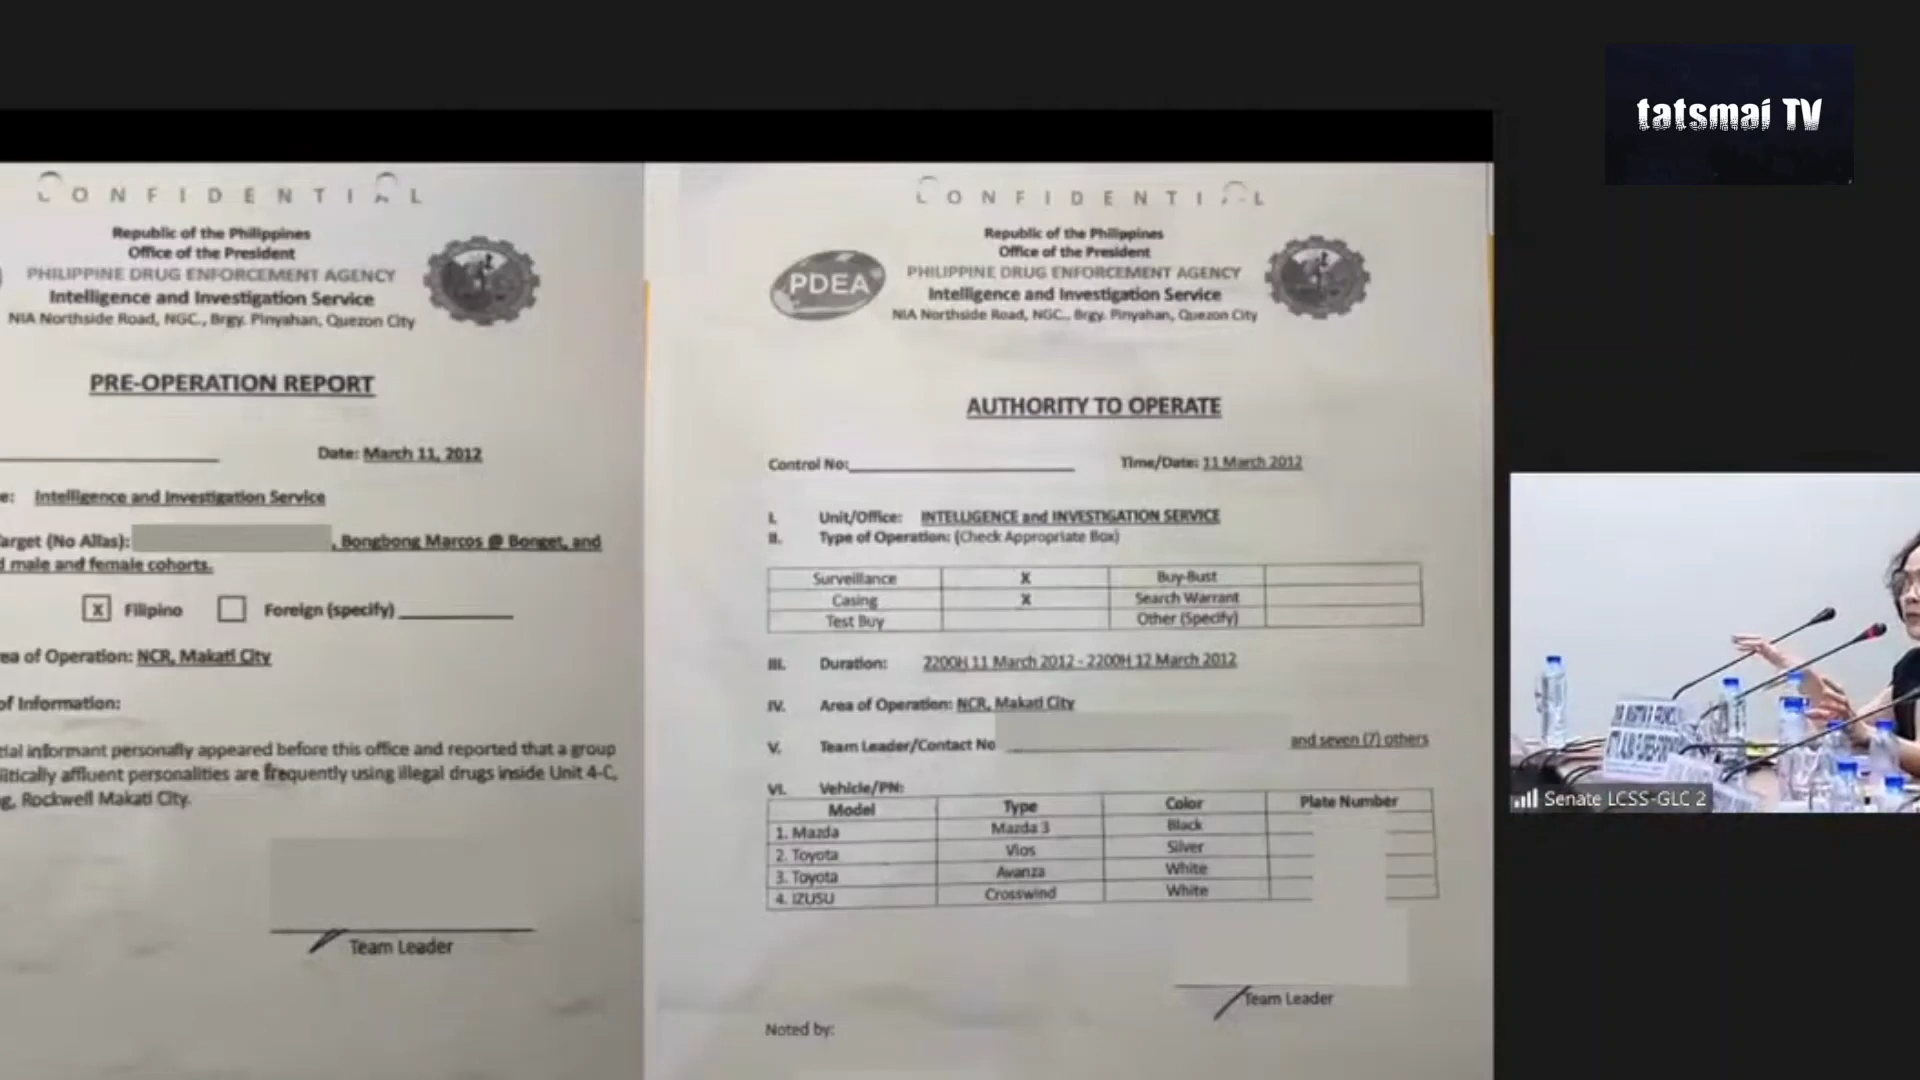 tatsmai TV
CONFIDENTIAL
Republic of the Philippines
Office of the President
PHILIPPINE DRUG ENFORCEMENT AGENCY
Intelligence and Investigation Service
NIA Northside Road, NGC., Brgy. Pinyahan, Quezon City
PRE-OPERATION REPORT
Date: March 11, 2012
e: Intelligence and Investigation Service
arget (No Alias): , Bongbong Marcos @ Bonget, and
d male and female cohorts.
X Filipino Foreign (specify)
ea of Operation: NCR, Makati City
of Information:
tial informant personally appeared before this office and reported that a group
litically affluent personalities are frequently using illegal drugs inside Unit 4-C,
g, Rockwell Makati City.
Team Leader
CONFIDENTIAL
PDEA
Republic of the Philippines
Office of the President
PHILIPPINE DRUG ENFORCEMENT AGENCY
Intelligence and Investigation Service
NIA Northside Road, NGC., Brgy. Pinyahan, Quezon City
AUTHORITY TO OPERATE
Control No: Time/Date: 11 March 2012
I. Unit/Office: INTELLIGENCE and INVESTIGATION SERVICE
II. Type of Operation: (Check Appropriate Box)
Surveillance X Buy-Bust
Casing X Search Warrant
Test Buy Other (Specify)
III. Duration: 2200H 11 March 2012 - 2200H 12 March 2012
IV. Area of Operation: NCR, Makati City
V. Team Leader/Contact No and seven (7) others
VI. Vehicle/PN:
Model Type Color Plate Number
1. Mazda Mazda 3 Black
2. Toyota Vios Silver
3. Toyota Avanza White
4. IZUSU Crosswind White
Team Leader
Noted by:
Senate LCSS-GLC 2